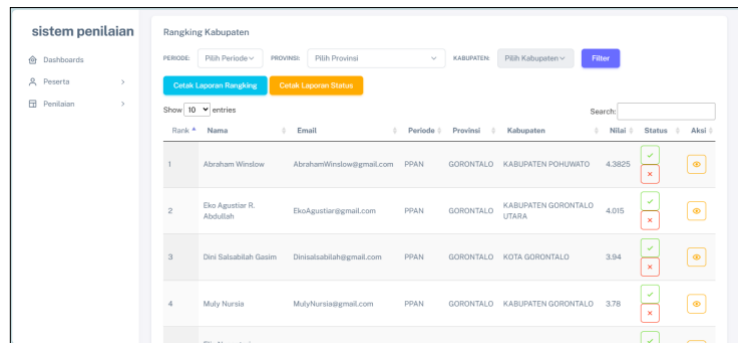 sistem penilaian
Dashboards
Peserta
Penilaian
Rangking Kabupaten
PERIODE: Pilih Periode PROVINSI: Pilih Provinsi KABUPATEN: Pilih Kabupaten Filter
Cetak Laporan Rangking Cetak Laporan Status
Show 10 entries Search:
Rank Nama Email Periode Provinsi Kabupaten Nilai Status Aksi
1 Abraham Winslow AbrahamWinslow@gmail.com PPAN GORONTALO KABUPATEN POHUWATO 4.3825
2 Eko Agustiar R. Abdullah EkoAgustiar@gmail.com PPAN GORONTALO KABUPATEN GORONTALO UTARA 4.015
3 Dini Salsabilah Gasim Dinisalsabilah@gmail.com PPAN GORONTALO KOTA GORONTALO 3.94
4 Muly Nursia MulyNursia@gmail.com PPAN GORONTALO KABUPATEN GORONTALO 3.78